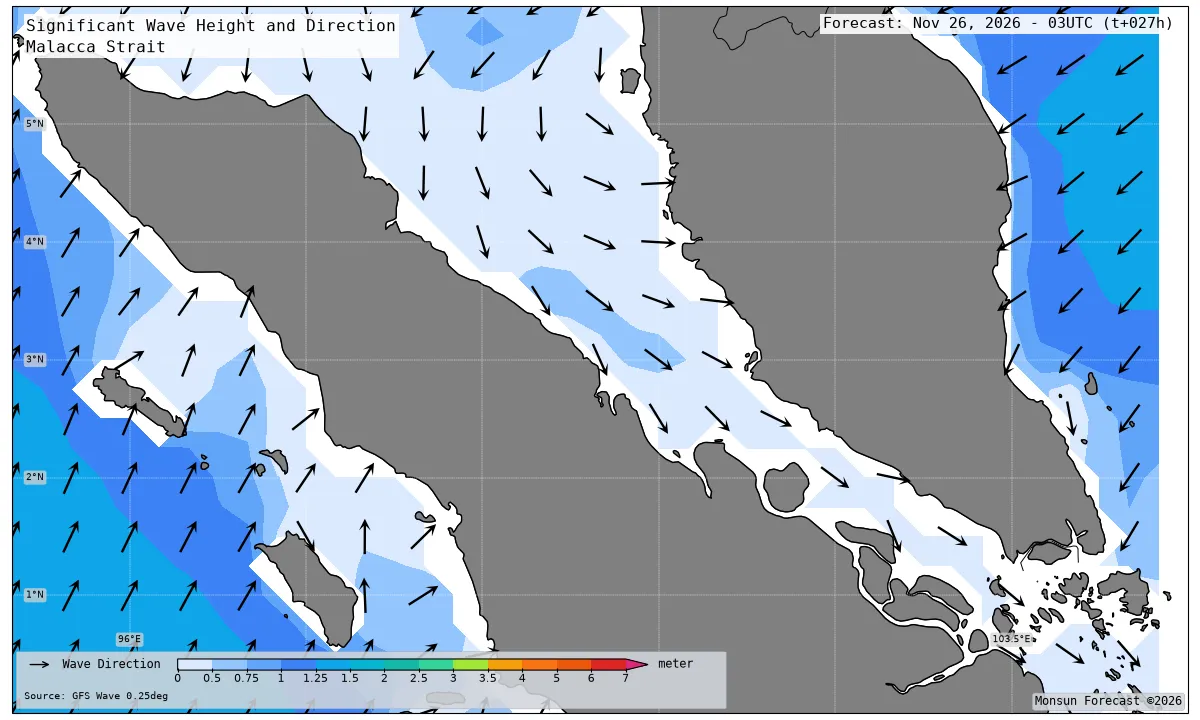 Significant Wave Height and Direction
Malacca Strait
Forecast: Nov 26, 2026 - 03UTC (t+027h)
5°N
4°N
3°N
2°N
1°N
96°E
103.5°E
Wave Direction
meter
0 0.5 0.75 1 1.25 1.5 2 2.5 3 3.5 4 5 6 7
Source: GFS Wave 0.25deg
Monsun Forecast ©2026